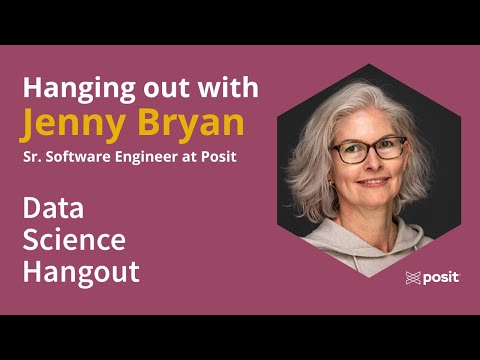 Hanging out with
Jenny Bryan
Sr. Software Engineer at Posit
Data
Science
Hangout
posit